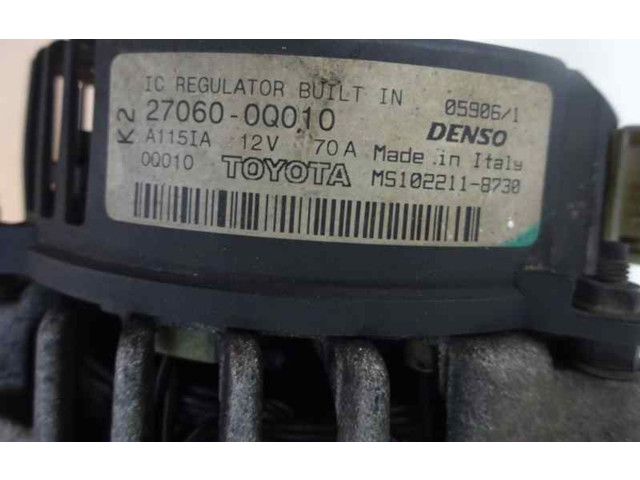 IC REGULATOR BUILT IN 05906/1
K2
27060-0Q010 DENSO
A115IA 12V 70A Made in Italy
0Q010 TOYOTA MS102211-8730